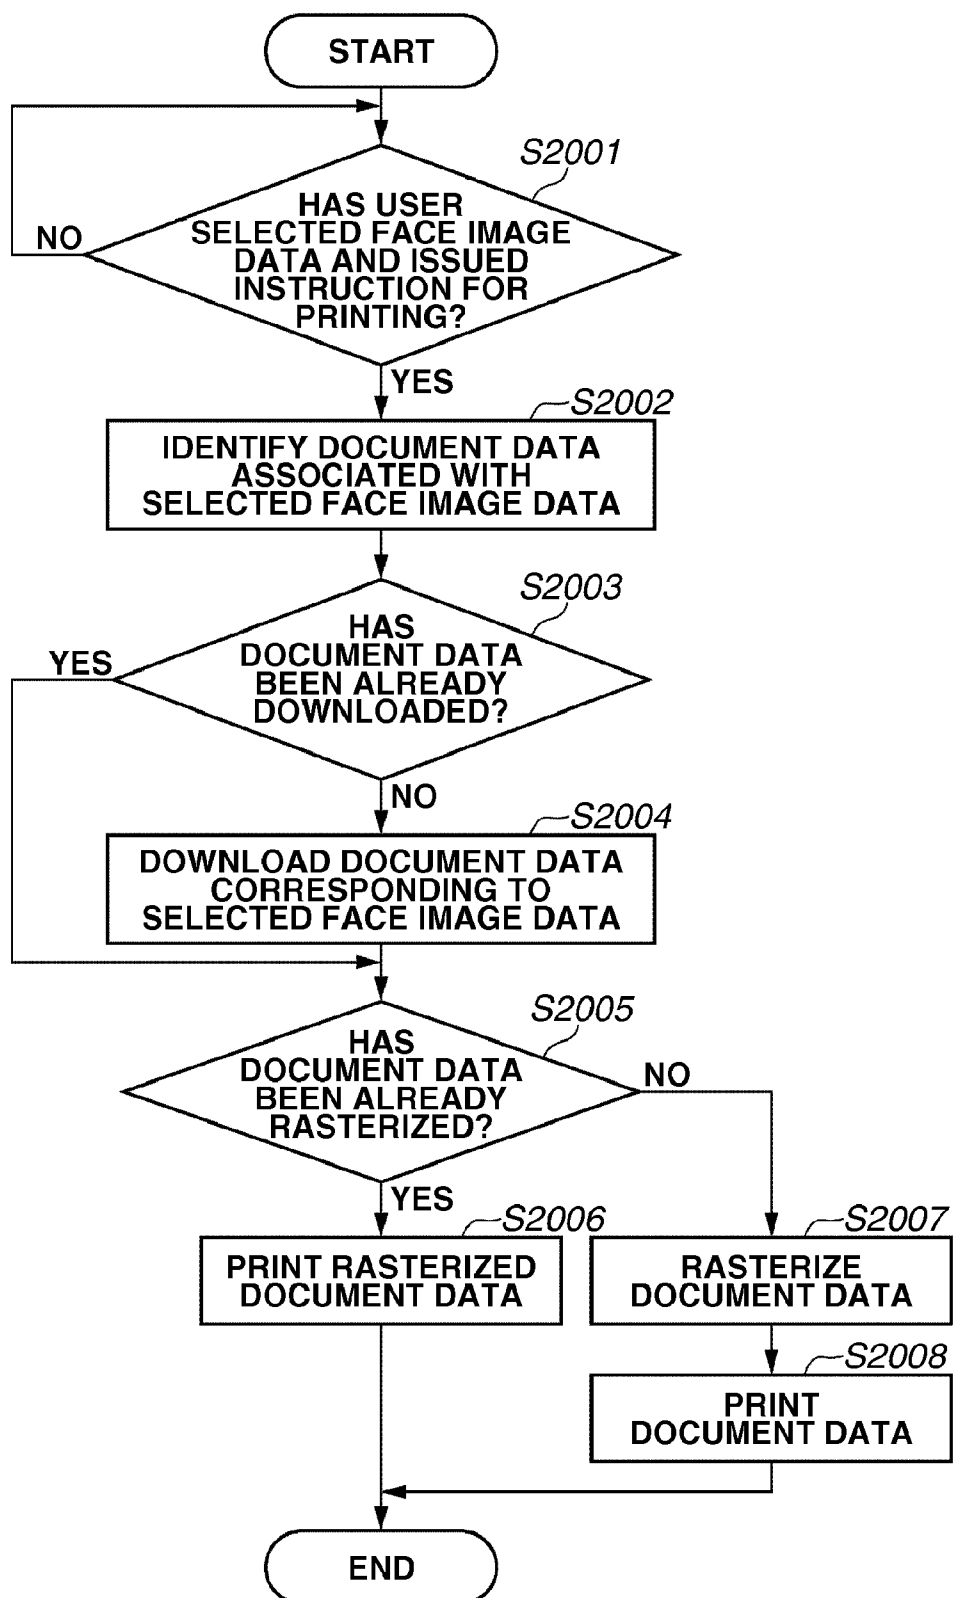 START
S2001
HAS USER
SELECTED FACE IMAGE
DATA AND ISSUED
INSTRUCTION FOR
PRINTING?
NO
YES
S2002
IDENTIFY DOCUMENT DATA
ASSOCIATED WITH
SELECTED FACE IMAGE DATA
S2003
HAS
DOCUMENT DATA
BEEN ALREADY
DOWNLOADED?
YES
NO
S2004
DOWNLOAD DOCUMENT DATA
CORRESPONDING TO
SELECTED FACE IMAGE DATA
S2005
HAS
DOCUMENT DATA
BEEN ALREADY
RASTERIZED?
NO
YES
S2006
PRINT RASTERIZED
DOCUMENT DATA
S2007
RASTERIZE
DOCUMENT DATA
S2008
PRINT
DOCUMENT DATA
END